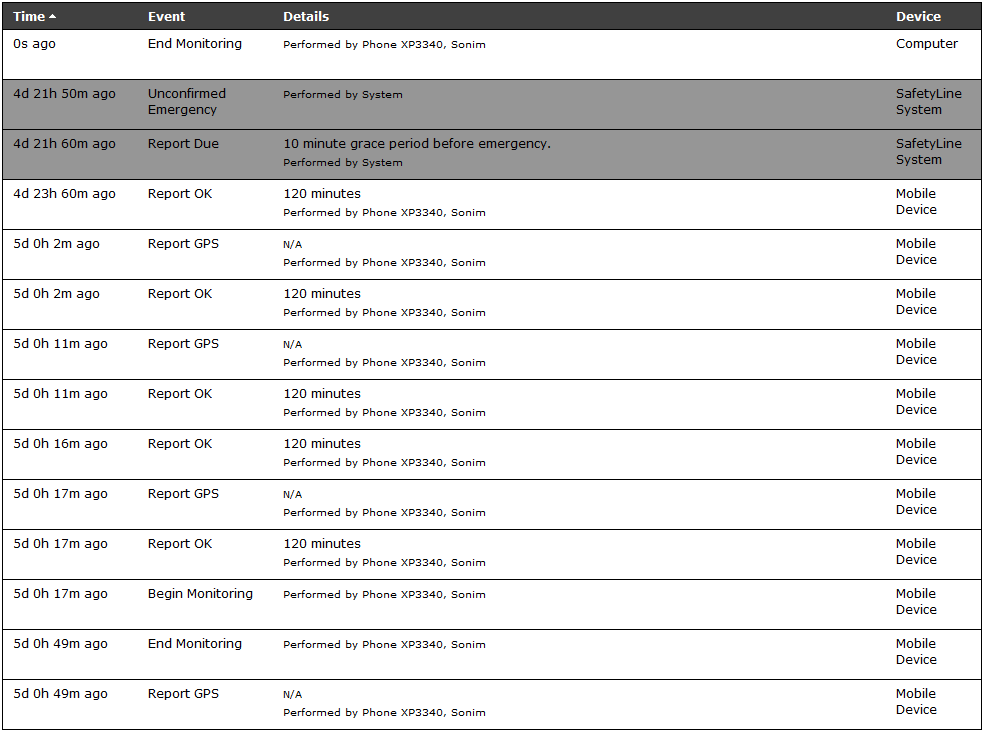 Time Event Details Device
0s ago End Monitoring Performed by Phone XP3340, Sonim Computer
4d 21h 50m ago Unconfirmed Performed by System SafetyLine
Emergency System
4d 21h 60m ago Report Due 10 minute grace period before emergency. SafetyLine
Performed by System System
4d 23h 60m ago Report OK 120 minutes Mobile
Performed by Phone XP3340, Sonim Device
5d 0h 2m ago Report GPS N/A Mobile
Performed by Phone XP3340, Sonim Device
5d 0h 2m ago Report OK 120 minutes Mobile
Performed by Phone XP3340, Sonim Device
5d 0h 11m ago Report GPS N/A Mobile
Performed by Phone XP3340, Sonim Device
5d 0h 11m ago Report OK 120 minutes Mobile
Performed by Phone XP3340, Sonim Device
5d 0h 16m ago Report OK 120 minutes Mobile
Performed by Phone XP3340, Sonim Device
5d 0h 17m ago Report GPS N/A Mobile
Performed by Phone XP3340, Sonim Device
5d 0h 17m ago Report OK 120 minutes Mobile
Performed by Phone XP3340, Sonim Device
5d 0h 17m ago Begin Monitoring Performed by Phone XP3340, Sonim Mobile
Device
5d 0h 49m ago End Monitoring Performed by Phone XP3340, Sonim Mobile
Device
5d 0h 49m ago Report GPS N/A Mobile
Performed by Phone XP3340, Sonim Device